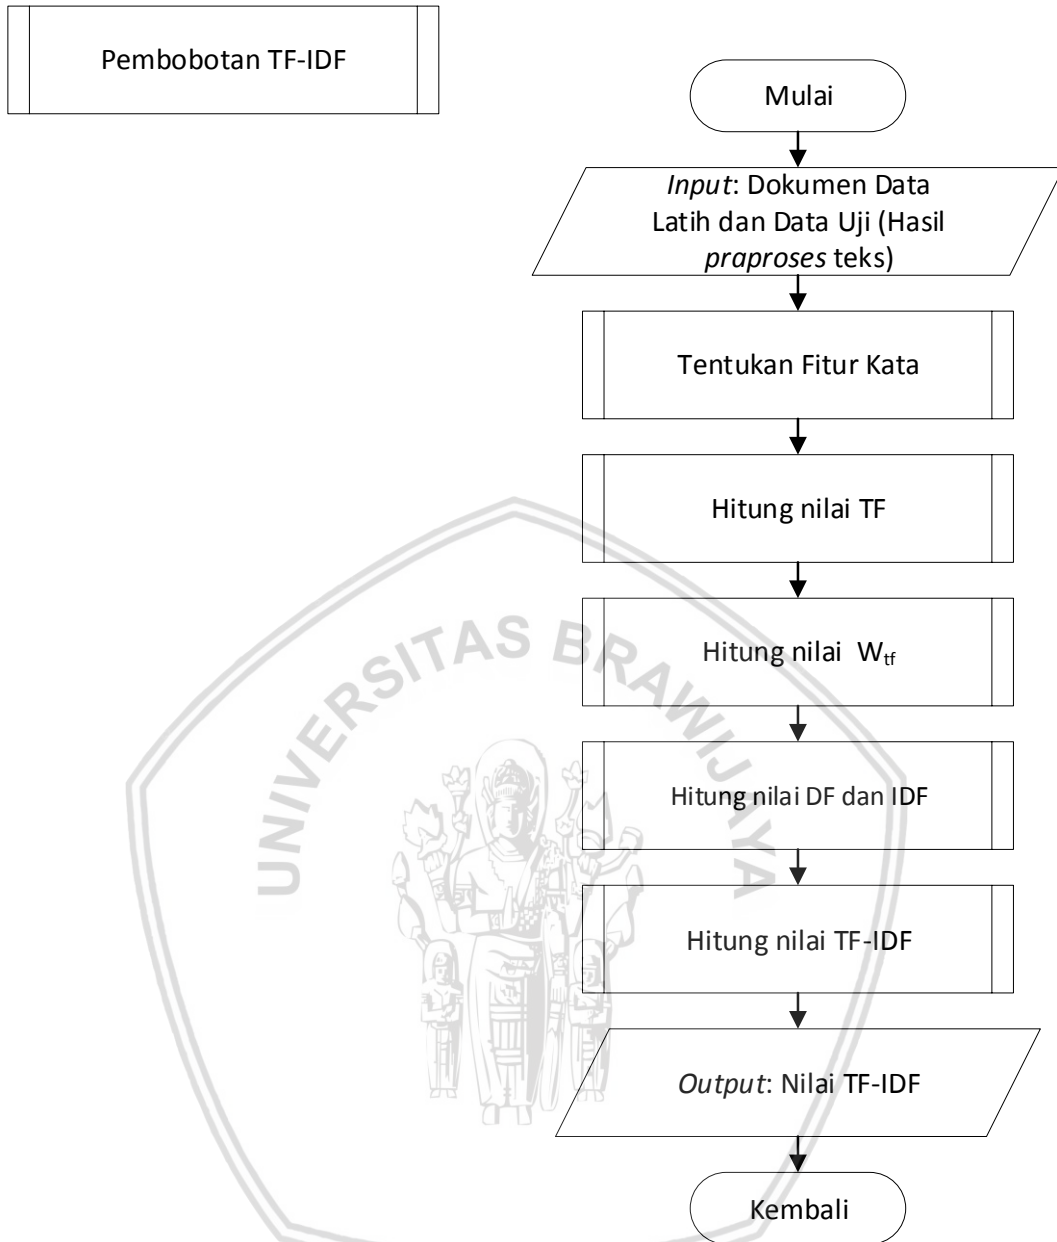 Pembobotan TF-IDF
Mulai
Input: Dokumen Data
Latih dan Data Uji (Hasil
praproses teks)
Tentukan Fitur Kata
Hitung nilai TF
Hitung nilai Wtf
Hitung nilai DF dan IDF
Hitung nilai TF-IDF
Output: Nilai TF-IDF
Kembali
UNIVERSITAS BRAWIJAYA